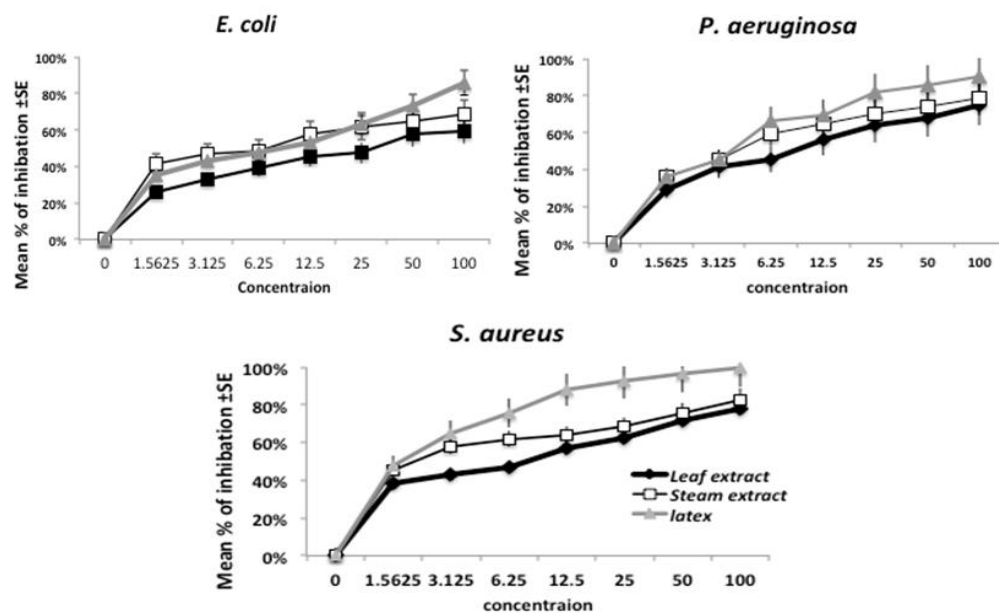 E. coli
Mean % of inhibation ±SE
100%
80%
60%
40%
20%
0%
0 1.5625 3.125 6.25 12.5 25 50 100
Concentraion
P. aeruginosa
Mean % of inhibation ±SE
100%
80%
60%
40%
20%
0%
0 1.5625 3.125 6.25 12.5 25 50 100
concentraion
S. aureus
Mean % of inhibation ±SE
100%
80%
60%
40%
20%
0%
0 1.5625 3.125 6.25 12.5 25 50 100
concentraion
Leaf extract
Steam extract
latex